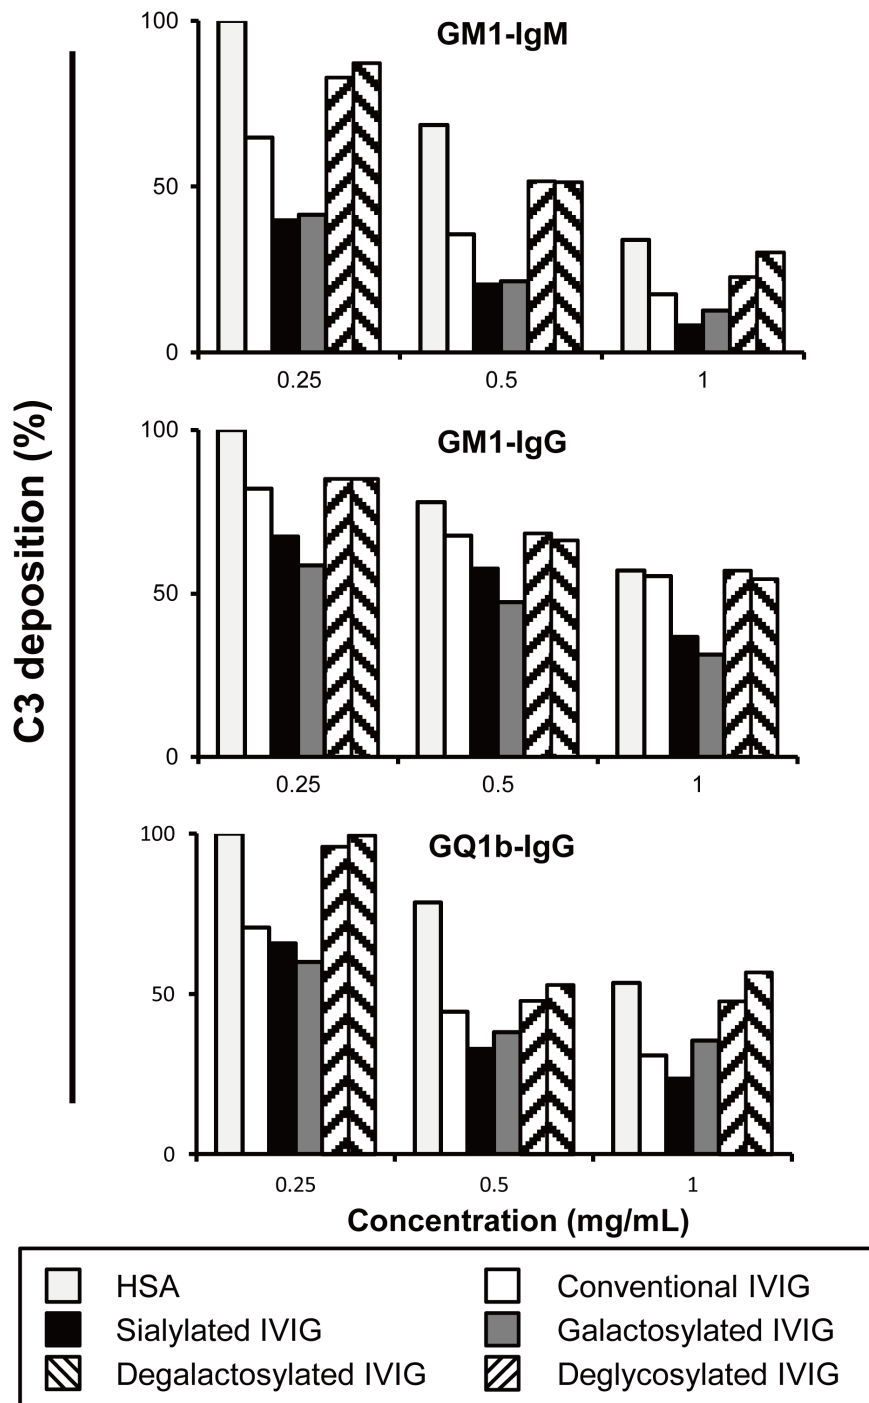 GM1-IgM
100
50
0
0.25 0.5 1
GM1-IgG
100
50
0
0.25 0.5 1
GQ1b-IgG
100
50
0
0.25 0.5 1
C3 deposition (%)
Concentration (mg/mL)
HSA Conventional IVIG
Sialylated IVIG Galactosylated IVIG
Degalactosylated IVIG Deglycosylated IVIG